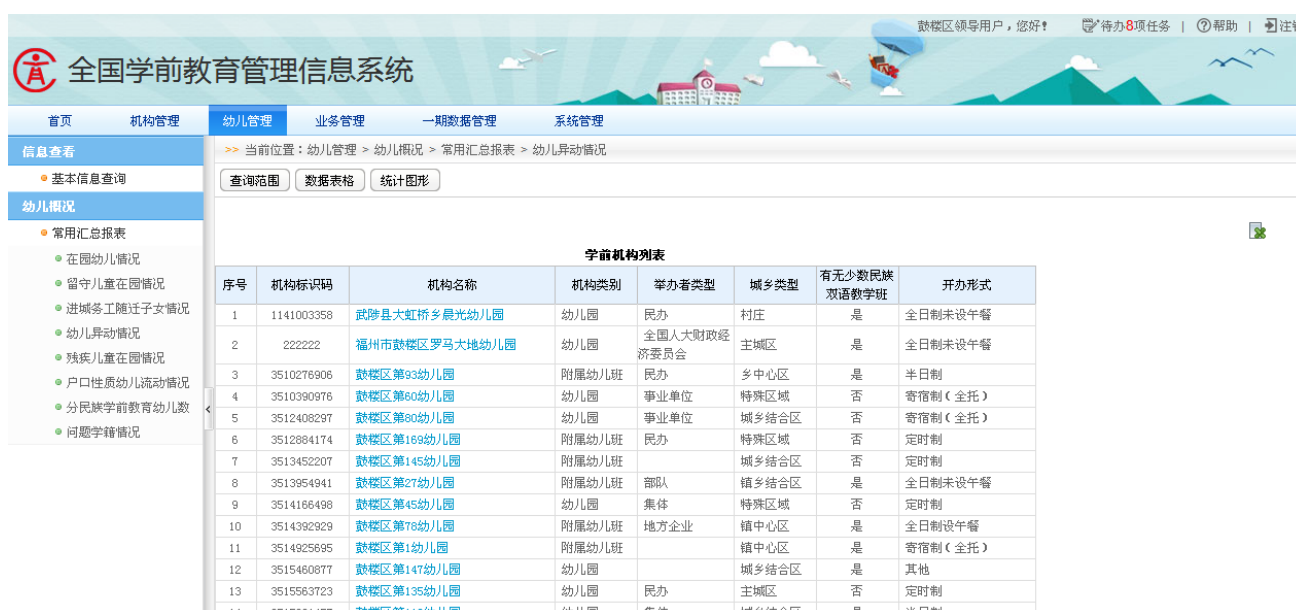 鼓楼区领导用户，您好！ 待办8项任务 | 帮助 |
全国学前教育管理信息系统
首页 机构管理 幼儿管理 业务管理 一期数据管理 系统管理
信息查看
>> 当前位置：幼儿管理 > 幼儿概况 > 常用汇总报表 > 幼儿异动情况
基本信息查询
查询范围 数据表格 统计图形
幼儿概况
常用汇总报表
在园幼儿情况
留守儿童在园情况
进城务工随迁子女情况
幼儿异动情况
残疾儿童在园情况
户口性质幼儿流动情况
分民族学前教育幼儿数
问题学籍情况
学前机构列表
序号 机构标识码 机构名称 机构类别 举办者类型 城乡类型 有无少数民族双语教学班 开办形式
1 1141003358 武陟县大虹桥乡晨光幼儿园 幼儿园 民办 村庄 是 全日制未设午餐
2 222222 福州市鼓楼区罗马大地幼儿园 幼儿园 全国人大财政经济委员会 主城区 是 全日制未设午餐
3 3510276906 鼓楼区第93幼儿园 附属幼儿班 民办 乡中心区 是 半日制
4 3510390976 鼓楼区第60幼儿园 幼儿园 事业单位 特殊区域 否 寄宿制(全托)
5 3512408297 鼓楼区第80幼儿园 幼儿园 事业单位 城乡结合区 否 寄宿制(全托)
6 3512884174 鼓楼区第169幼儿园 附属幼儿班 民办 特殊区域 否 定时制
7 3513452207 鼓楼区第145幼儿园 附属幼儿班 城乡结合区 否 定时制
8 3513954941 鼓楼区第27幼儿园 附属幼儿班 部队 镇乡结合区 是 全日制未设午餐
9 3514166498 鼓楼区第45幼儿园 幼儿园 集体 特殊区域 否 定时制
10 3514392929 鼓楼区第78幼儿园 附属幼儿班 地方企业 镇中心区 是 全日制设午餐
11 3514925695 鼓楼区第1幼儿园 附属幼儿班 镇中心区 是 寄宿制(全托)
12 3515460877 鼓楼区第147幼儿园 幼儿园 城乡结合区 是 其他
13 3515563723 鼓楼区第135幼儿园 幼儿园 民办 主城区 否 定时制